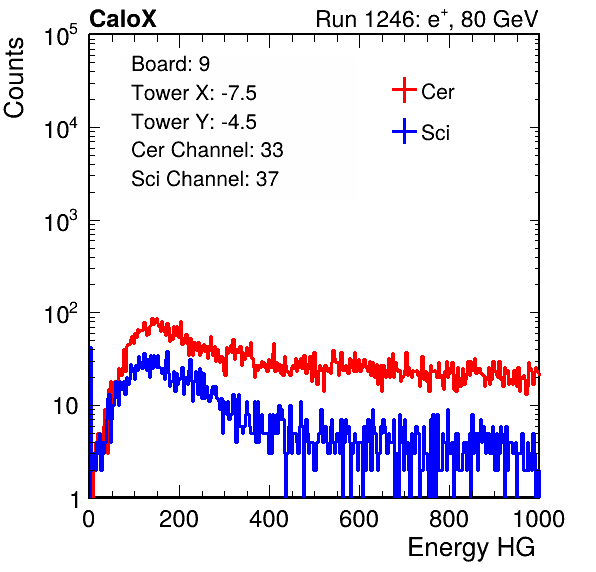 CaloX Run 1246: e⁺, 80 GeV
Counts
Board: 9
Tower X: -7.5
Tower Y: -4.5
Cer Channel: 33
Sci Channel: 37
Cer
Sci
10⁵
10⁴
10³
10²
10
1
0 200 400 600 800 1000
Energy HG